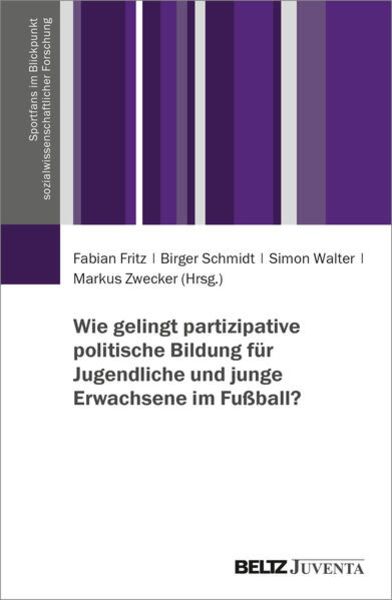 Sportfans im Blickpunkt
sozialwissenschaftlicher Forschung
Fabian Fritz | Birger Schmidt | Simon Walter |
Markus Zwecker (Hrsg.)
Wie gelingt partizipative
politische Bildung für
Jugendliche und junge
Erwachsene im Fußball?
BELTZ JUVENTA